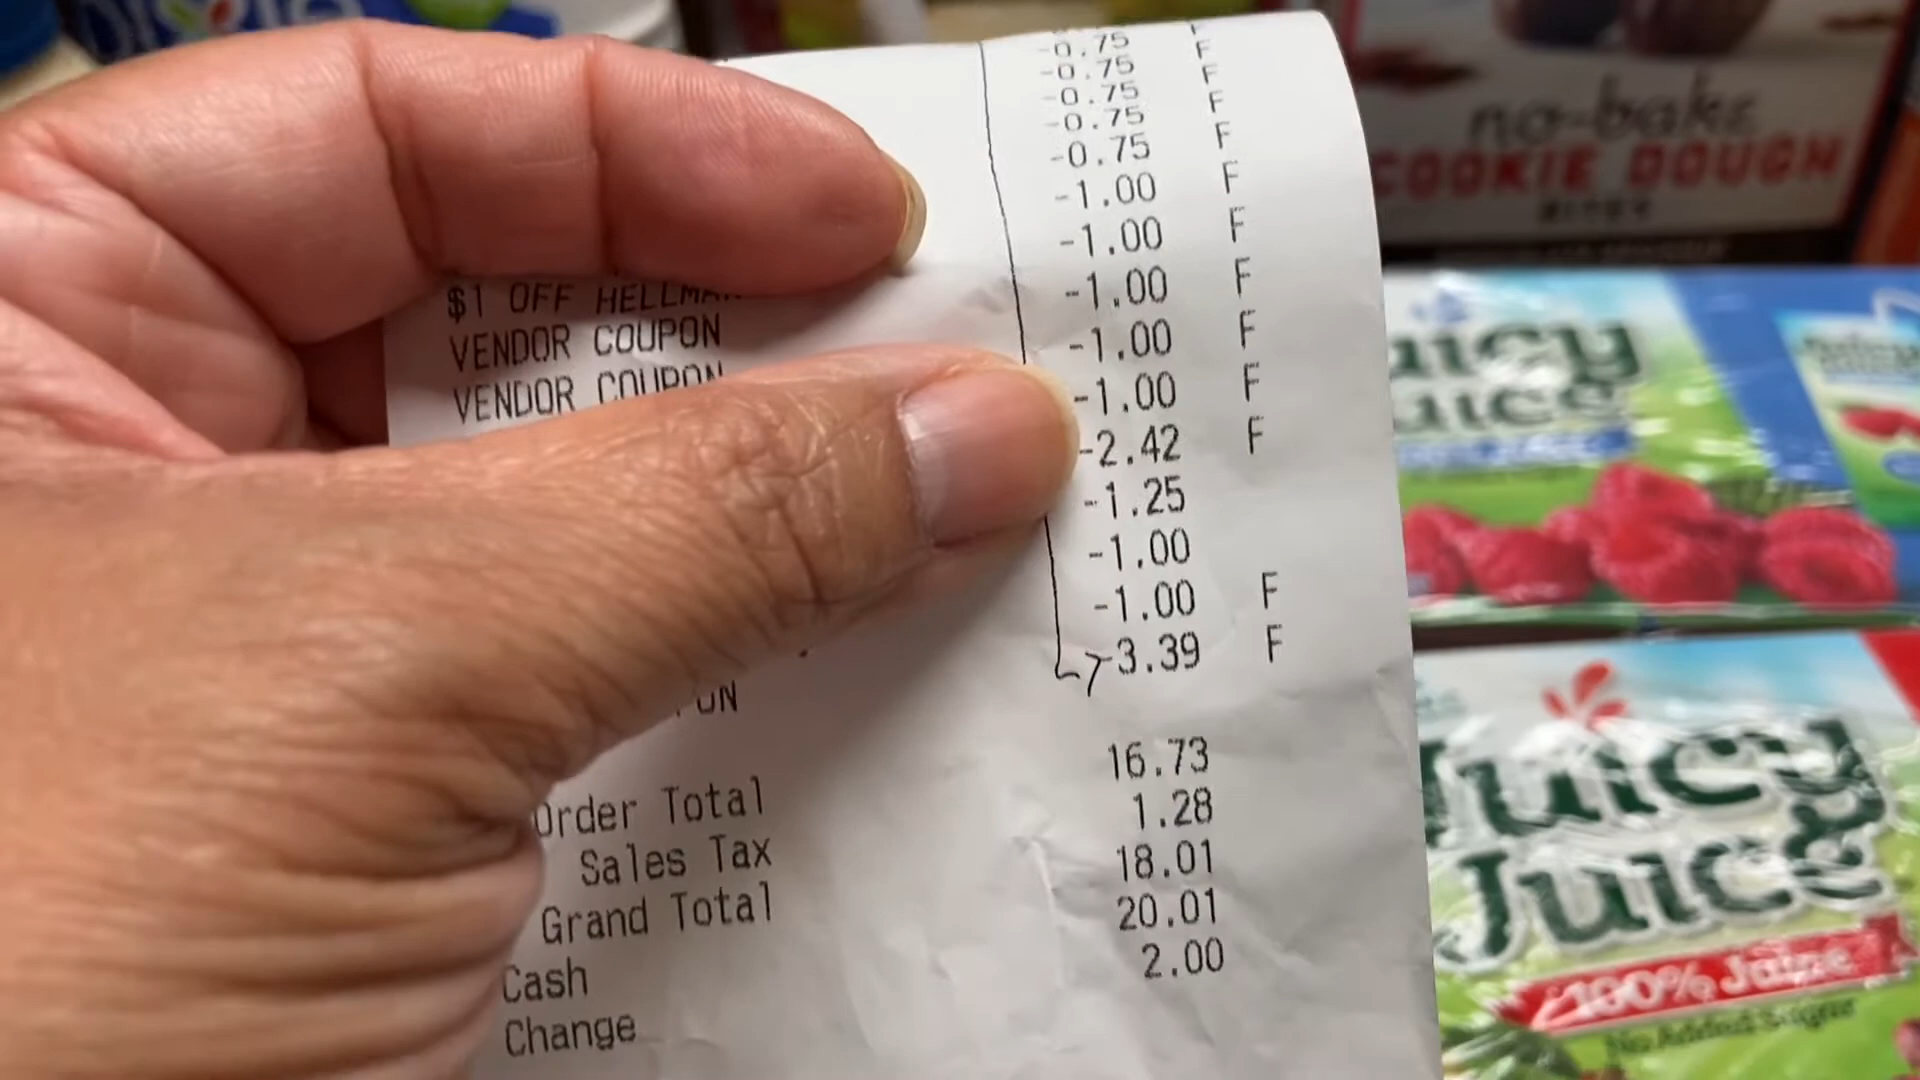 -0.75 F
-0.75 F
-0.75 F
-0.75 F
-0.75 F
-1.00 F
-1.00 F
$1 OFF -1.00 F
VENDOR COUPON -1.00 F
VENDOR COUPON -1.00 F
-2.42 F
-1.25
-1.00
-1.00 F
-3.39 F
Order Total 16.73
Sales Tax 1.28
Grand Total 18.01
Cash 20.01
Change 2.00
no-bake
COOKIE DOUGH
BITES
Juicy
Juice
100% Juice
No Added Sugar